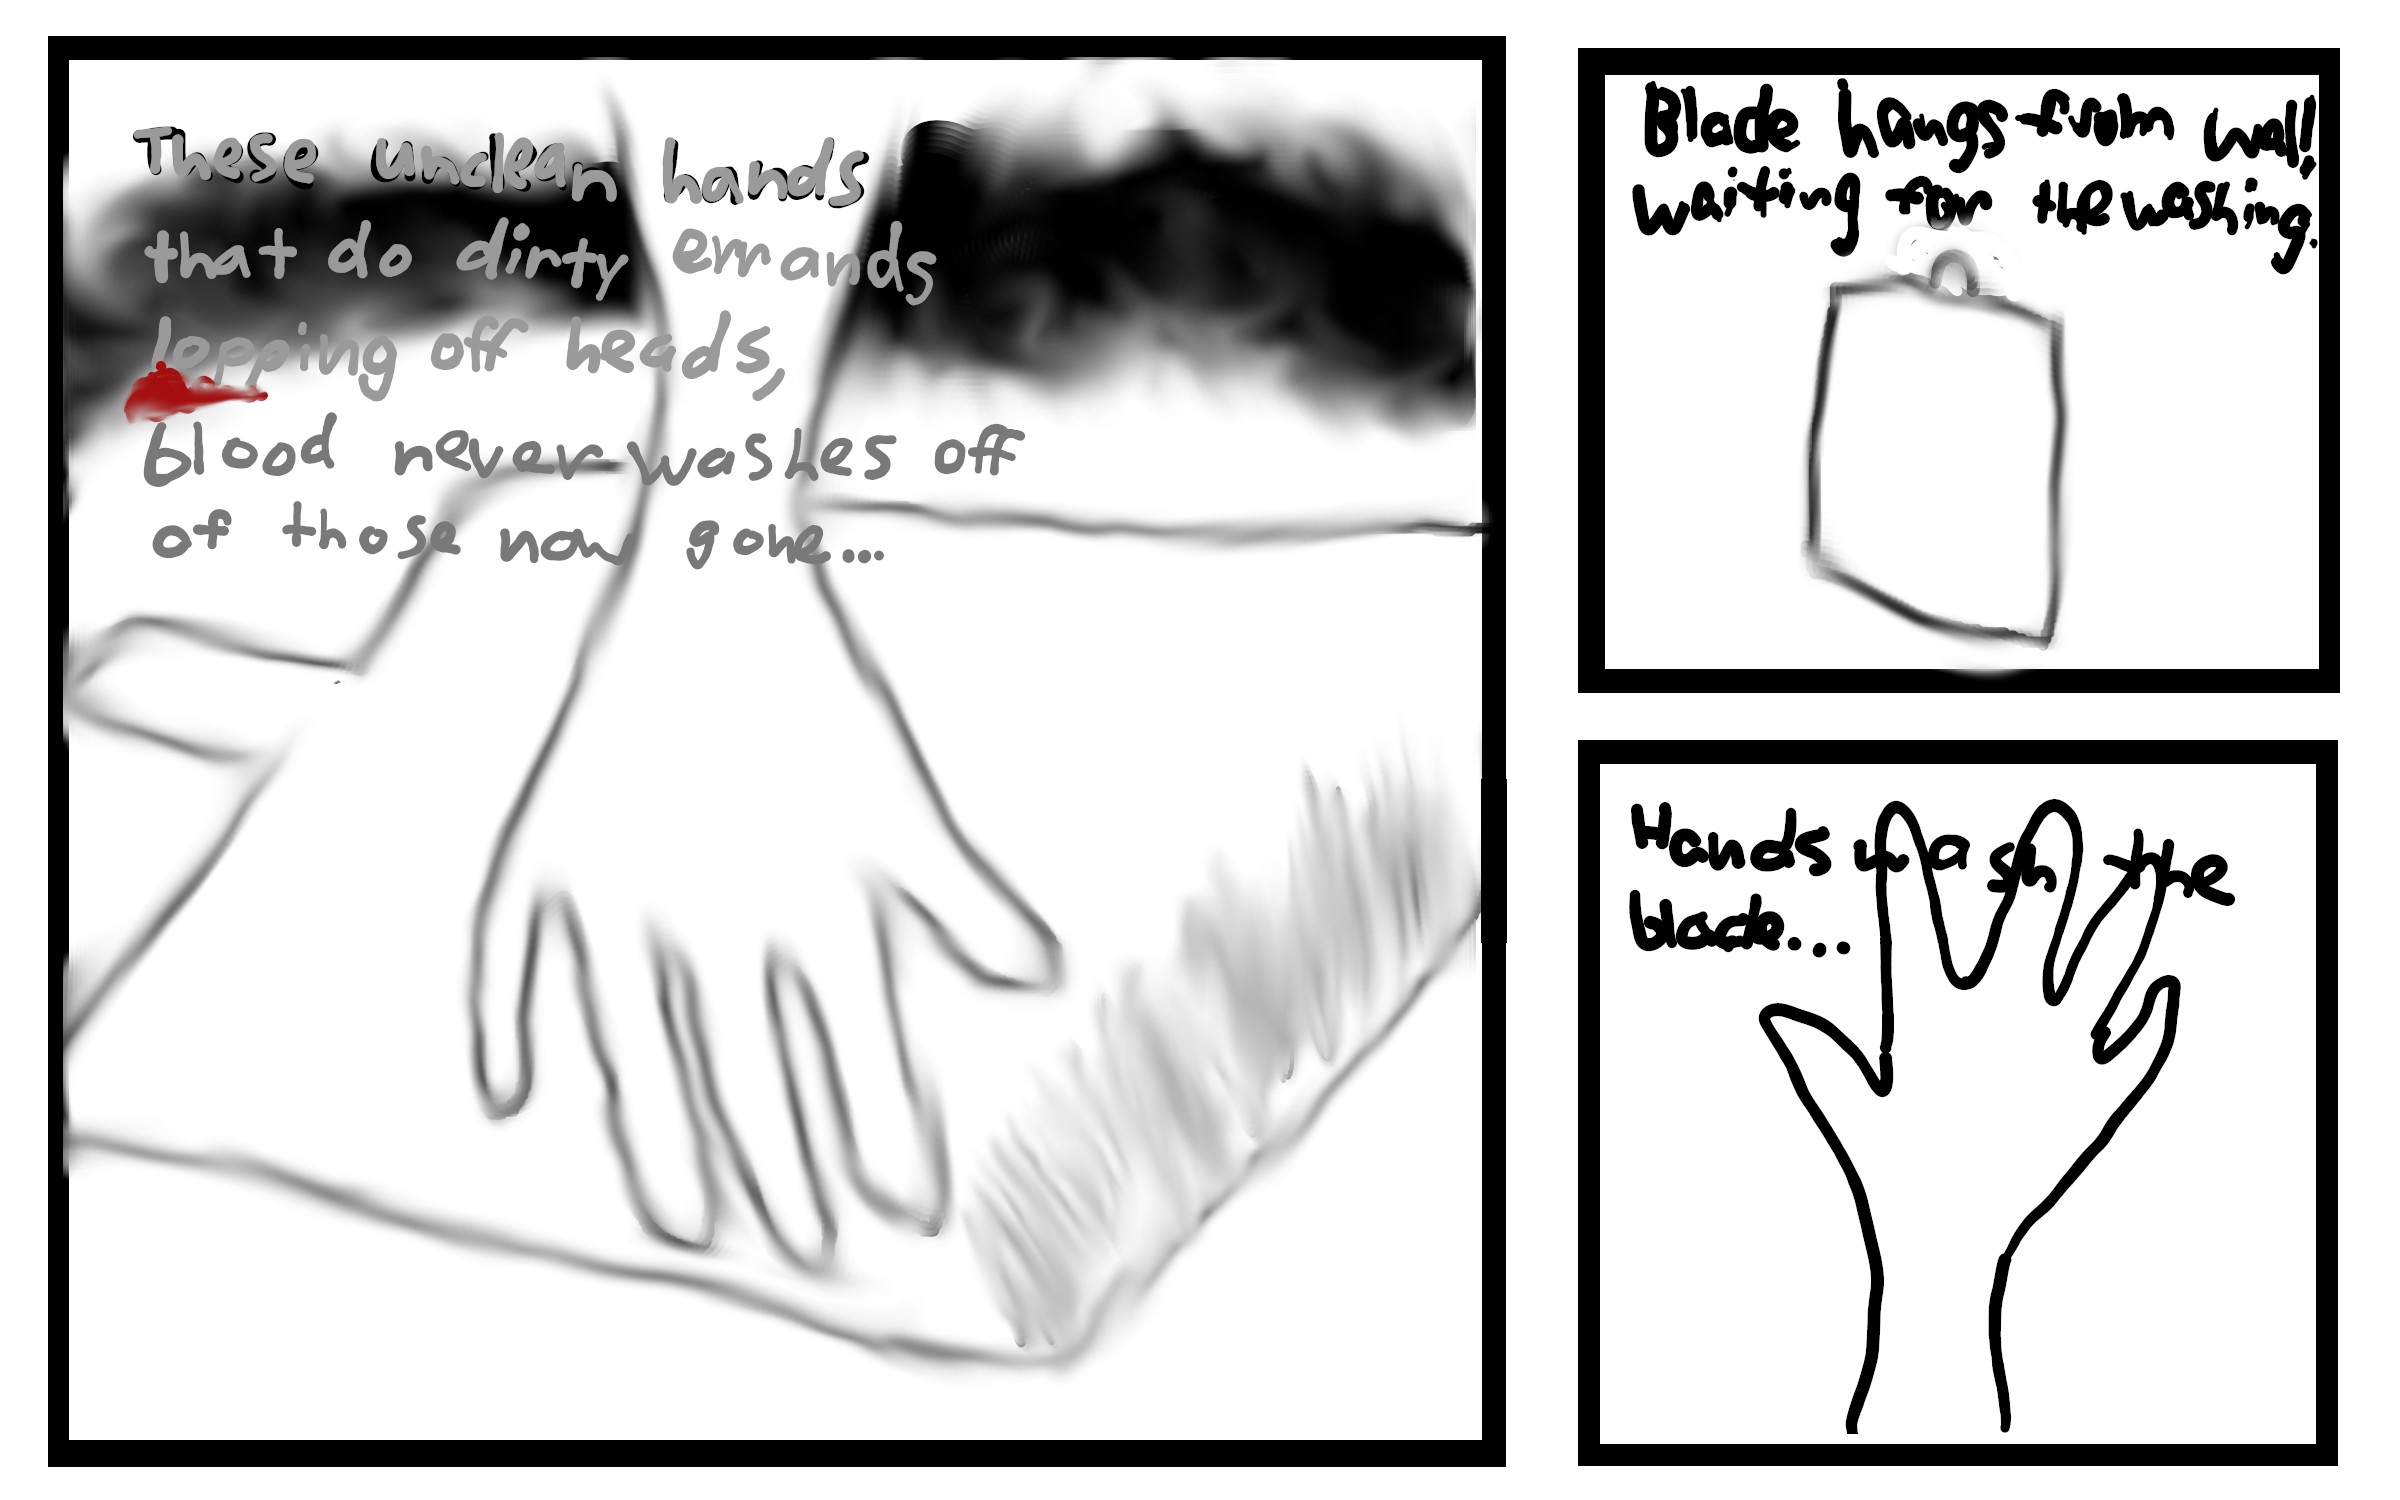 These unclean hands
that do dirty errands
lopping off heads,
blood never washes off
of those now gone...
Blade hangs from wall
waiting for the washing.
Hands wash the
blade...